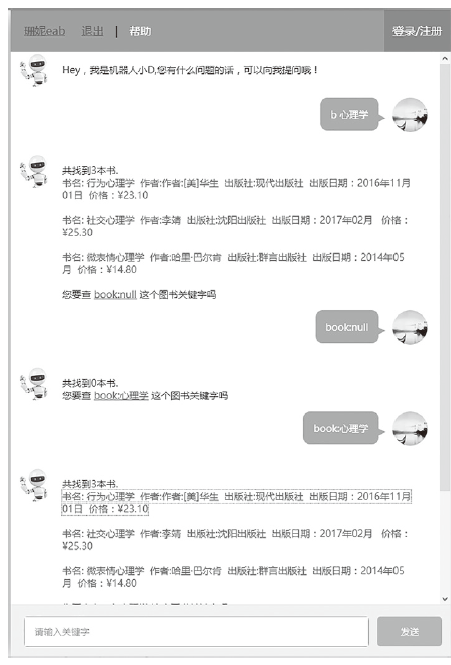 珊妮eab 退出 | 帮助 登录/注册
Hey，我是机器人小D,您有什么问题的话，可以向我提问哦！
b 心理学
共找到3本书.
书名: 行为心理学 作者:作者:[美]华生 出版社:现代出版社 出版日期：2016年11月
01日 价格：¥23.10
书名: 社交心理学 作者:李靖 出版社:沈阳出版社 出版日期：2017年02月 价格：
¥25.30
书名: 微表情心理学 作者:哈里·巴尔肯 出版社:群言出版社 出版日期：2014年05
月 价格：¥14.80
您要查 book:null 这个图书关键字吗
book:null
共找到0本书.
您要查 book:心理学 这个图书关键字吗
book:心理学
共找到3本书.
书名: 行为心理学 作者:作者:[美]华生 出版社:现代出版社 出版日期：2016年11月
01日 价格：¥23.10
书名: 社交心理学 作者:李靖 出版社:沈阳出版社 出版日期：2017年02月 价格：
¥25.30
书名: 微表情心理学 作者:哈里·巴尔肯 出版社:群言出版社 出版日期：2014年05
月 价格：¥14.80
请输入关键字 发送